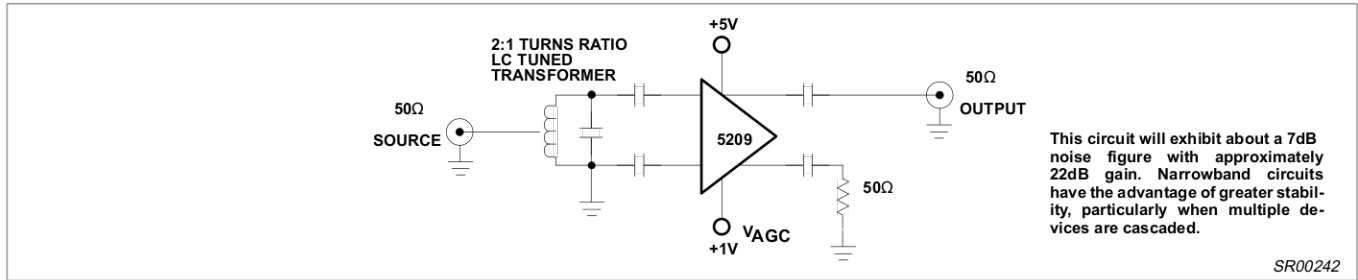 +5V
2:1 TURNS RATIO
LC TUNED
TRANSFORMER
50Ω
SOURCE
5209
50Ω
OUTPUT
50Ω
VAGC
+1V
This circuit will exhibit about a 7dB
noise figure with approximately
22dB gain. Narrowband circuits
have the advantage of greater stabil-
ity, particularly when multiple de-
vices are cascaded.
SR00242